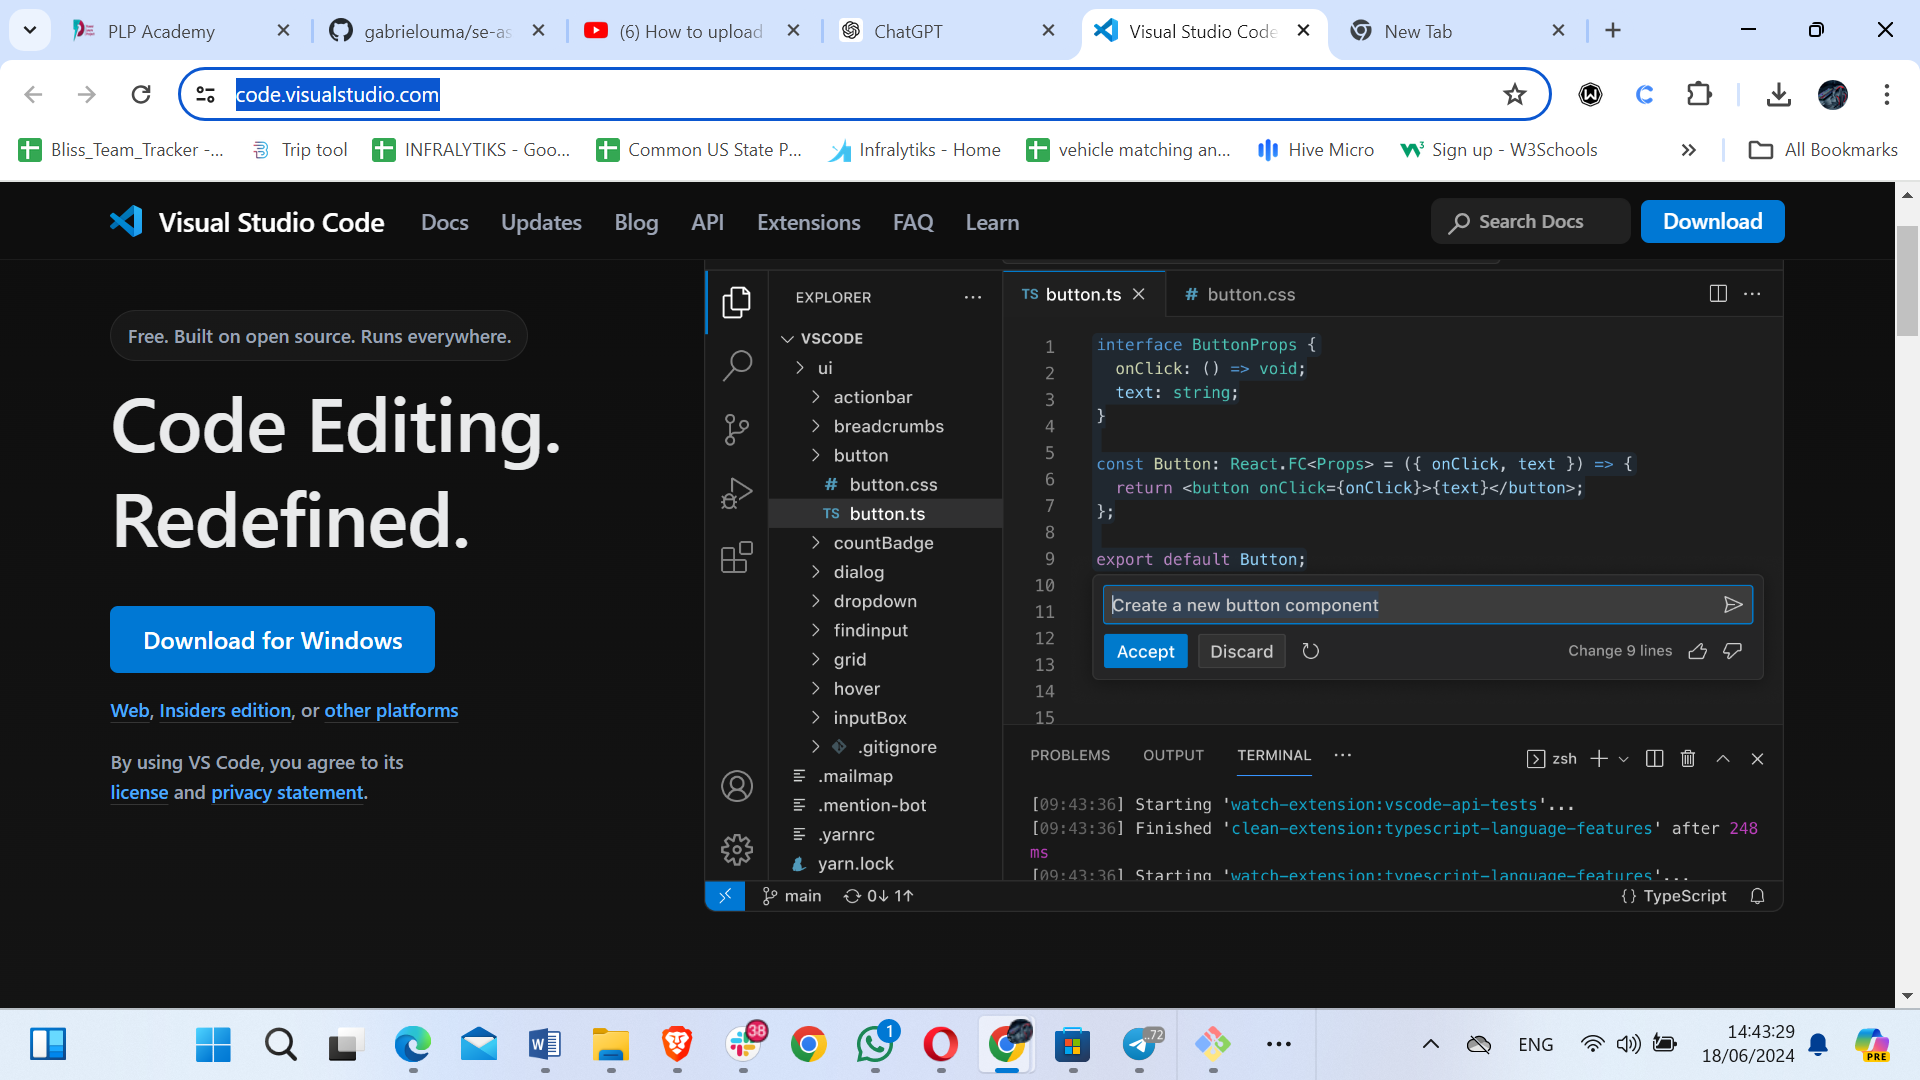 PLP Academy
gabrielouma/se-as
(6) How to upload
ChatGPT
Visual Studio Code
New Tab
code.visualstudio.com
Bliss_Team_Tracker -...
Trip tool
INFRALYTIKS - Goo...
Common US State P...
Infralytiks - Home
vehicle matching an...
Hive Micro
Sign up - W3Schools
All Bookmarks
Visual Studio Code
Docs
Updates
Blog
API
Extensions
FAQ
Learn
Search Docs
Download
Free. Built on open source. Runs everywhere.
Code Editing.
Redefined.
Download for Windows
Web, Insiders edition, or other platforms
By using VS Code, you agree to its
license and privacy statement.
EXPLORER
VSCODE
ui
actionbar
breadcrumbs
button
# button.css
TS button.ts
countBadge
dialog
dropdown
findinput
grid
hover
inputBox
.gitignore
.mailmap
.mention-bot
.yarnrc
yarn.lock
TS button.ts
# button.css
1
2
3
4
5
6
7
8
9
10
11
12
13
14
15
interface ButtonProps {
onClick: () => void;
text: string;
}
const Button: React.FC<Props> = ({ onClick, text }) => {
return <button onClick={onClick}>{text}</button>;
};
export default Button;
Create a new button component
Accept
Discard
Change 9 lines
PROBLEMS
OUTPUT
TERMINAL
zsh
[09:43:36] Starting 'watch-extension:vscode-api-tests'...
[09:43:36] Finished 'clean-extension:typescript-language-features' after 248
ms
[09:43:36] Starting 'watch-extension:typescript-language-features'...
main
0↓ 1↑
{} TypeScript
38
1
..72
ENG
14:43:29
18/06/2024
PRE